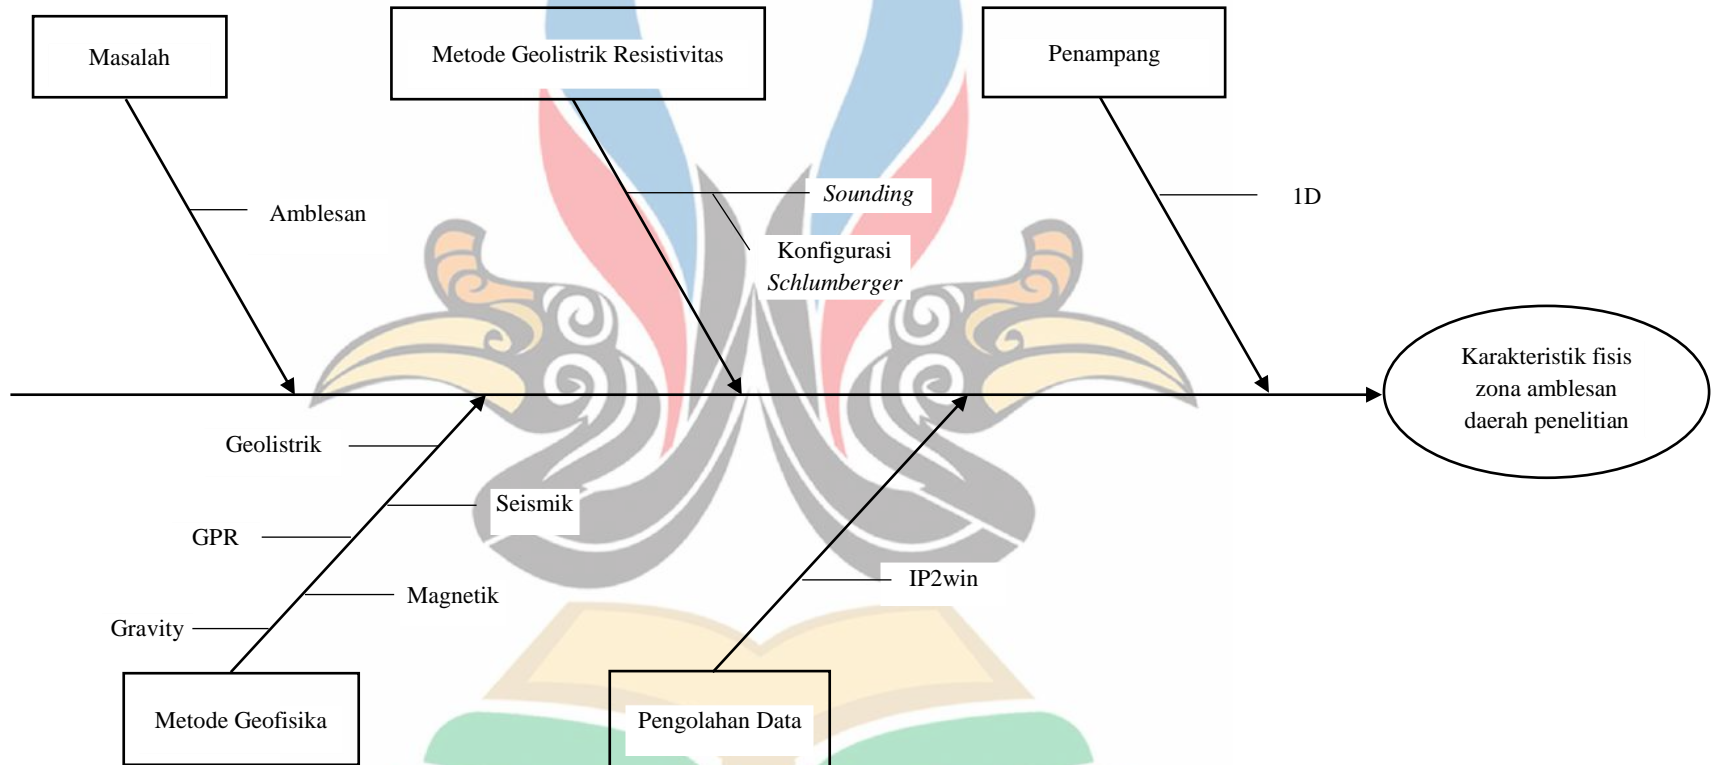 Masalah
Metode Geolistrik Resistivitas
Penampang
Amblesan
Sounding
Konfigurasi
Schlumberger
1D
Karakteristik fisis
zona amblesan
daerah penelitian
Geolistrik
Seismik
GPR
Magnetik
Gravity
IP2win
Metode Geofisika
Pengolahan Data